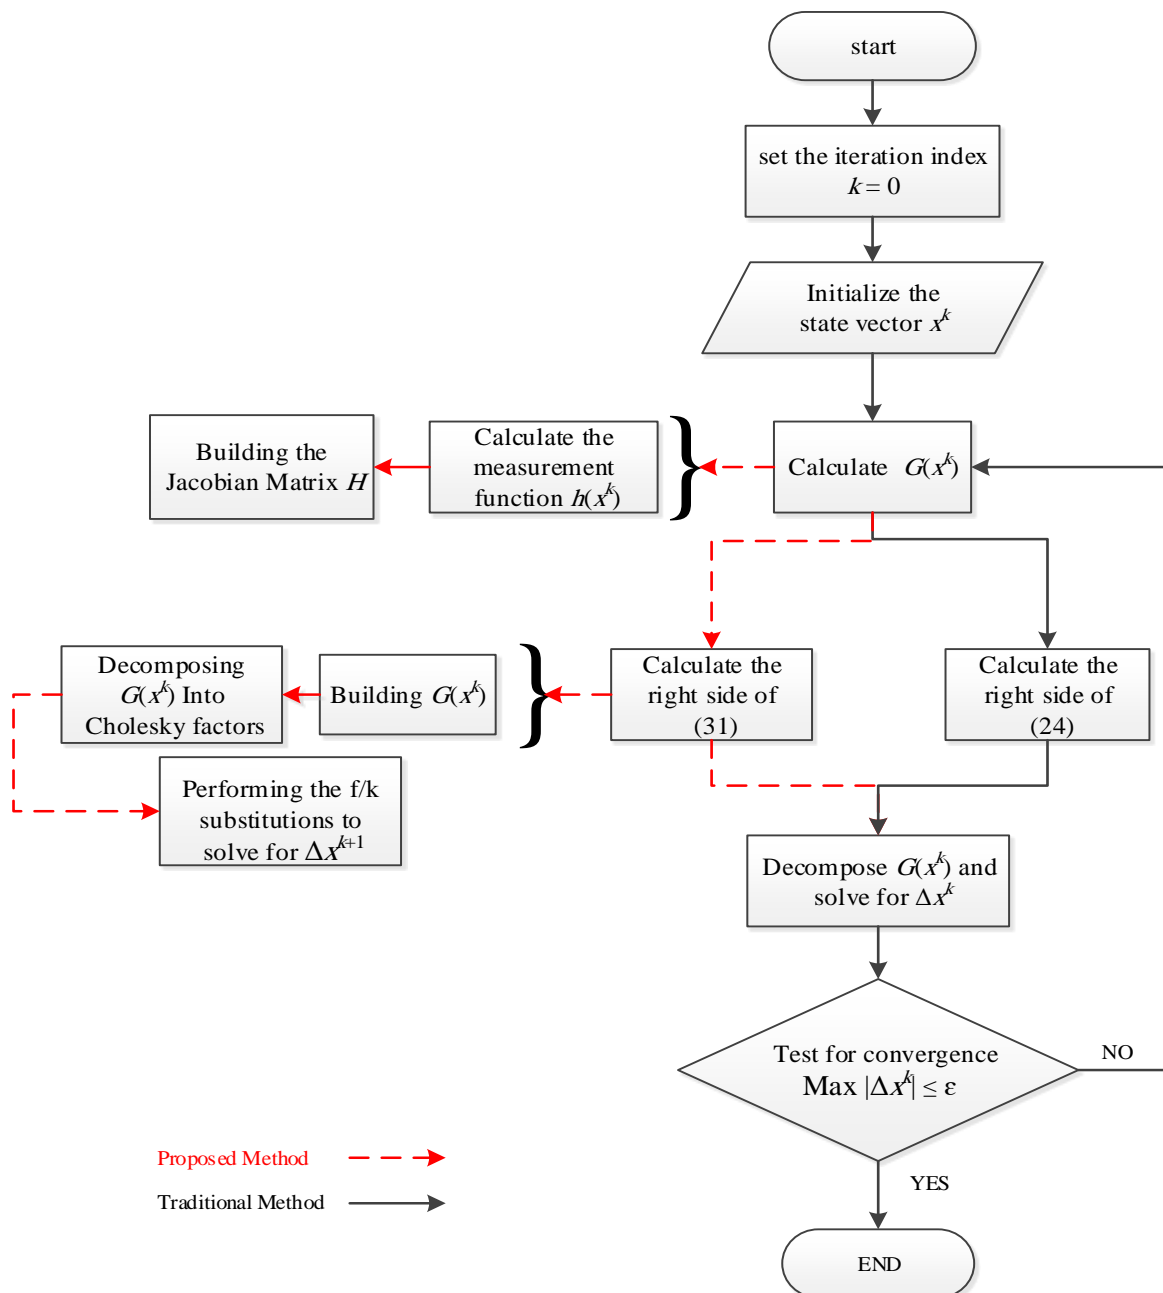 start
set the iteration index
k = 0
Initialize the
state vector x^k
Building the
Jacobian Matrix H
Calculate the
measurement
function h(x^k)
}
Calculate G(x^k)
Decomposing
G(x^k) Into
Cholesky factors
Building G(x^k)
}
Calculate the
right side of
(31)
Calculate the
right side of
(24)
Performing the f/k
substitutions to
solve for Δx^{k+1}
Decompose G(x^k) and
solve for Δx^k
Test for convergence
Max |Δx^k| ≤ ε
NO
Proposed Method
Traditional Method
YES
END